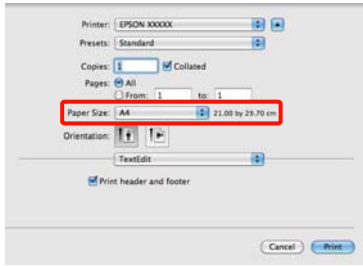 Printer: EPSON XXXXX
Presets: Standard
Copies: 1 Collated
Pages: All
From: 1 to: 1
Paper Size: A4 21.00 by 29.70 cm
Orientation:
TextEdit
Print header and footer
Cancel Print